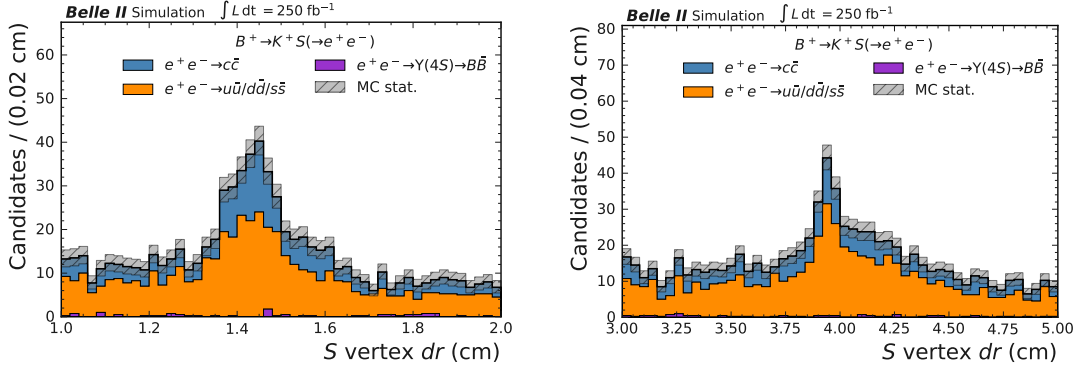 Belle II Simulation ∫ L dt = 250 fb⁻¹
B⁺→K⁺S(→e⁺e⁻)
e⁺e⁻→cc̄
e⁺e⁻→Υ(4S)→BB̄
e⁺e⁻→uū/dd̄/ss̄
MC stat.
Candidates / (0.02 cm)
60
50
40
30
20
10
0
1.0 1.2 1.4 1.6 1.8 2.0
S vertex dr (cm)
Belle II Simulation ∫ L dt = 250 fb⁻¹
B⁺→K⁺S(→e⁺e⁻)
e⁺e⁻→cc̄
e⁺e⁻→Υ(4S)→BB̄
e⁺e⁻→uū/dd̄/ss̄
MC stat.
Candidates / (0.04 cm)
80
70
60
50
40
30
20
10
0
3.00 3.25 3.50 3.75 4.00 4.25 4.50 4.75 5.00
S vertex dr (cm)